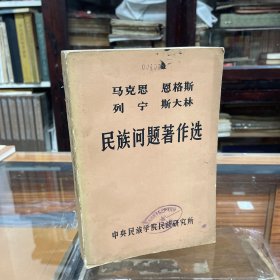 马克思 恩格斯
列宁 斯大林
民族问题著作选
中央民族学院民族研究所